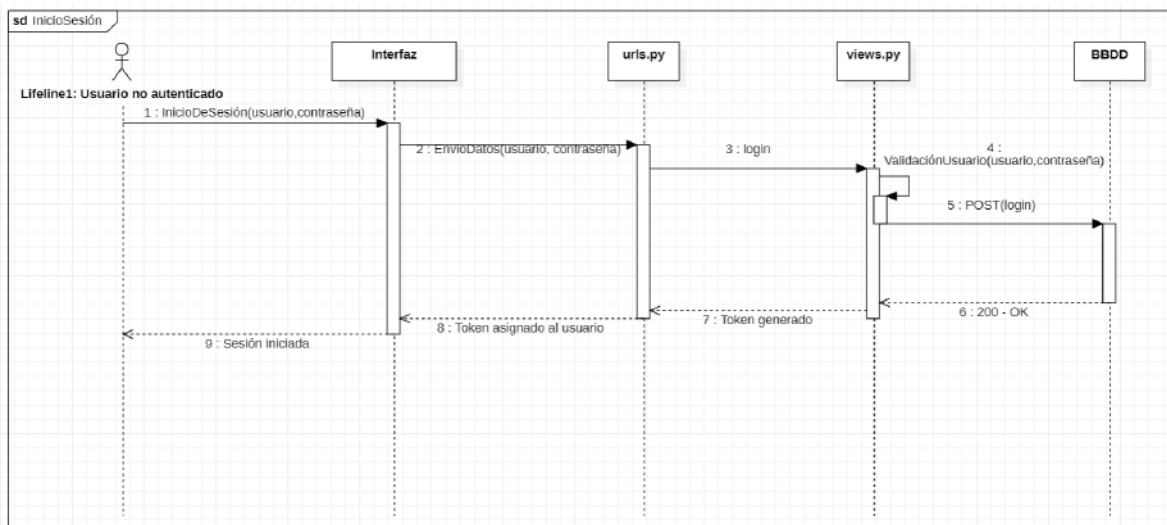 sd InicioSesión
Interfaz
urls.py
views.py
BBDD
Lifeline1: Usuario no autenticado
1 : InicioDeSesión(usuario,contraseña)
2 : EnvíoDatos(usuario, contraseña)
3 : login
4 :
ValidaciónUsuario(usuario,contraseña)
5 : POST(login)
6 : 200 - OK
7 : Token generado
8 : Token asignado al usuario
9 : Sesión iniciada